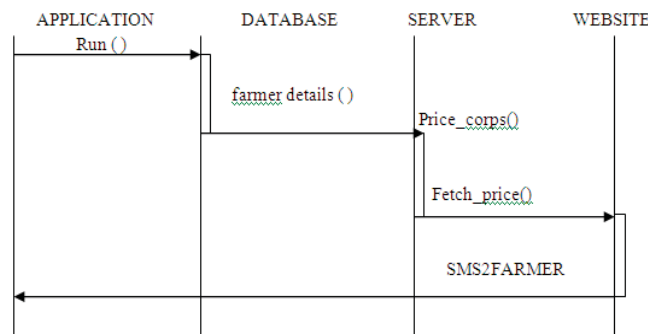 APPLICATION DATABASE SERVER WEBSITE
Run ( )
farmer details ( )
Price_corps()
Fetch_price()
SMS2FARMER